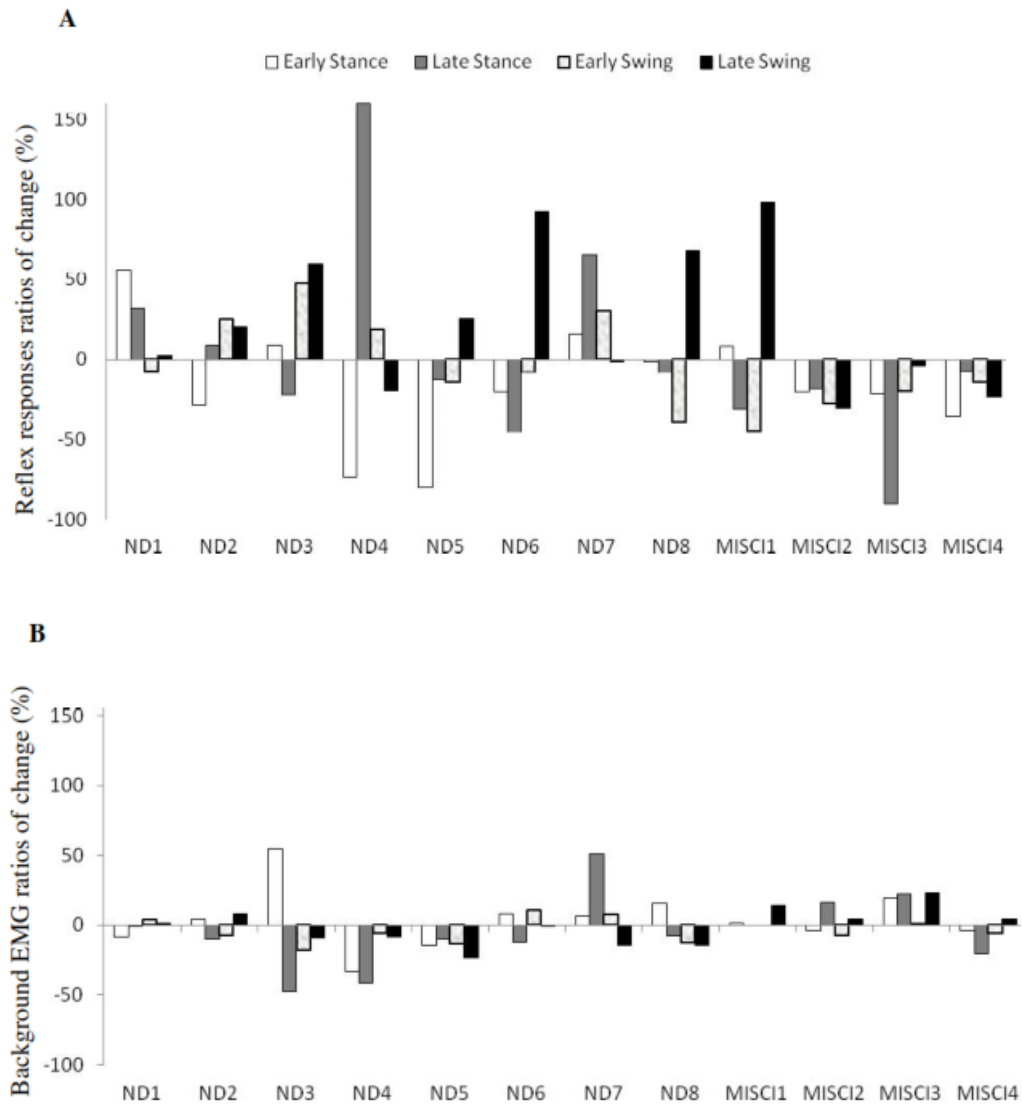 A
Early Stance Late Stance Early Swing Late Swing
Reflex responses ratios of change (%)
150
100
50
0
-50
-100
ND1 ND2 ND3 ND4 ND5 ND6 ND7 ND8 MISCI1 MISCI2 MISCI3 MISCI4
B
Background EMG ratios of change (%)
150
100
50
0
-50
-100
ND1 ND2 ND3 ND4 ND5 ND6 ND7 ND8 MISCI1 MISCI2 MISCI3 MISCI4